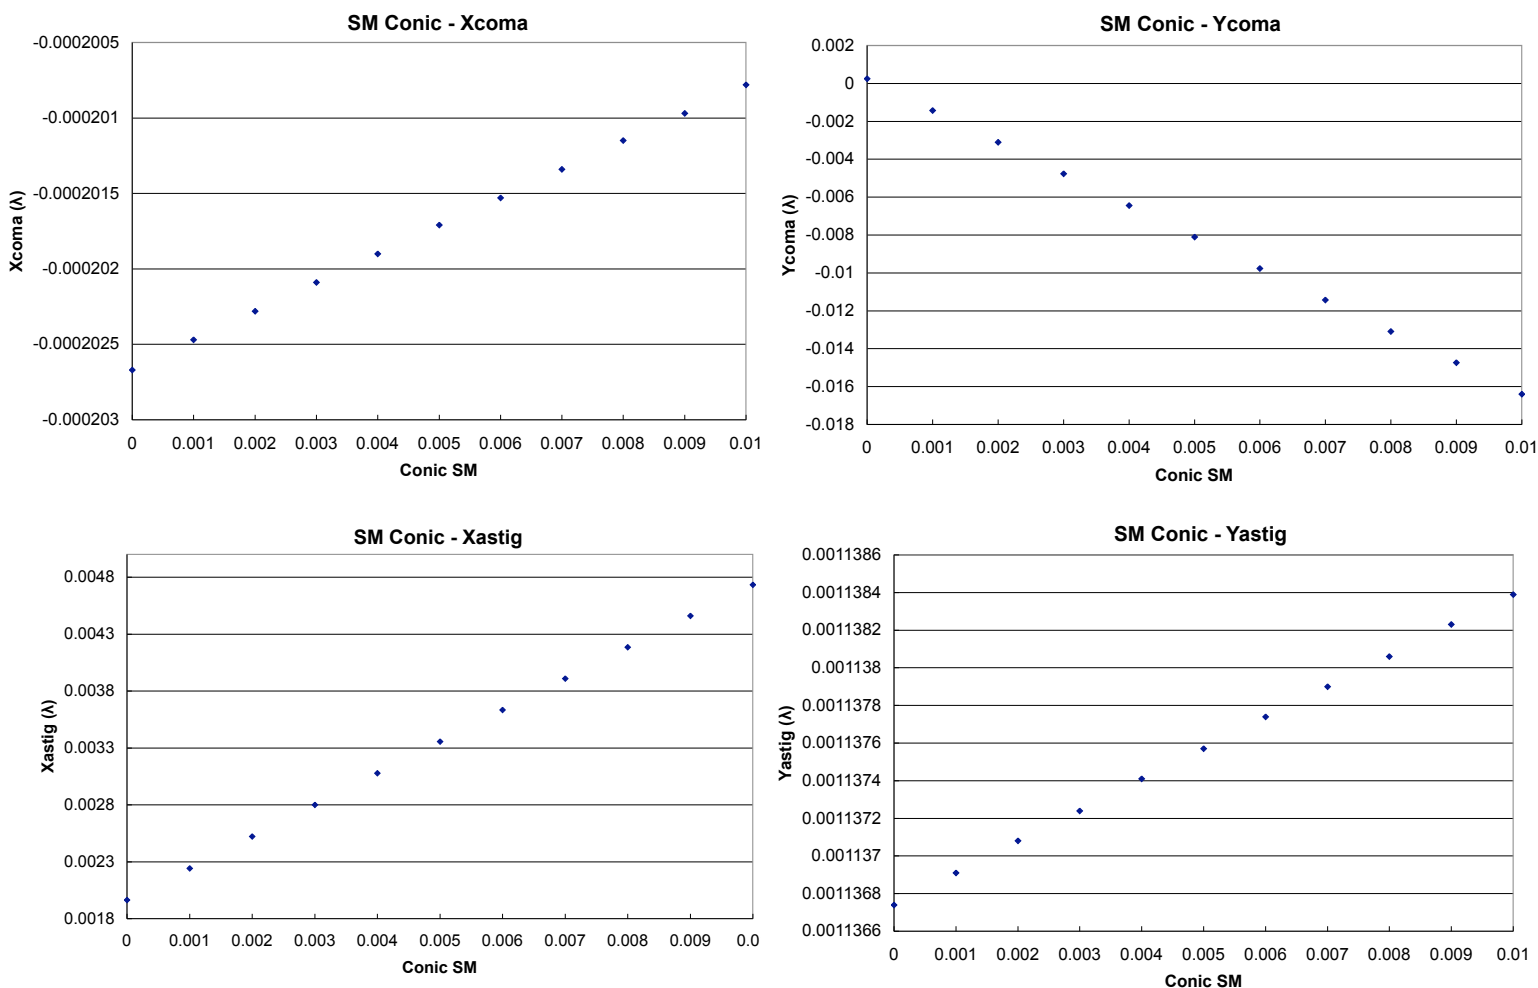 SM Conic - Xcoma
-0.0002005
-0.000201
-0.0002015
-0.000202
-0.0002025
-0.000203
Xcoma (λ)
0 0.001 0.002 0.003 0.004 0.005 0.006 0.007 0.008 0.009 0.01
Conic SM
SM Conic - Ycoma
0.002
0
-0.002
-0.004
-0.006
-0.008
-0.01
-0.012
-0.014
-0.016
-0.018
Ycoma (λ)
0 0.001 0.002 0.003 0.004 0.005 0.006 0.007 0.008 0.009 0.01
Conic SM
SM Conic - Xastig
0.0048
0.0043
0.0038
0.0033
0.0028
0.0023
0.0018
Xastig (λ)
0 0.001 0.002 0.003 0.004 0.005 0.006 0.007 0.008 0.009 0.0
Conic SM
SM Conic - Yastig
0.0011386
0.0011384
0.0011382
0.001138
0.0011378
0.0011376
0.0011374
0.0011372
0.001137
0.0011368
0.0011366
Yastig (λ)
0 0.001 0.002 0.003 0.004 0.005 0.006 0.007 0.008 0.009 0.01
Conic SM